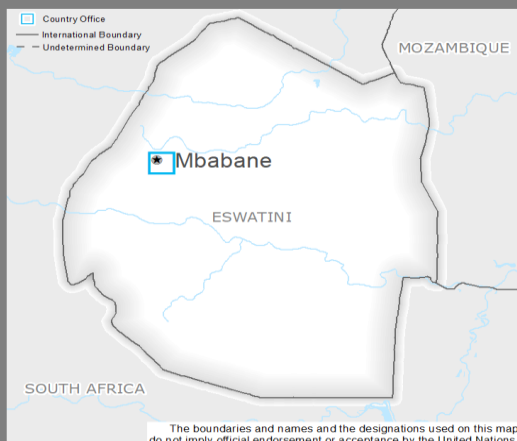 Country Office
International Boundary
Undetermined Boundary
MOZAMBIQUE
Mbabane
ESWATINI
SOUTH AFRICA
The boundaries and names and the designations used on this map
do not imply official endorsement or acceptance by the United Nations